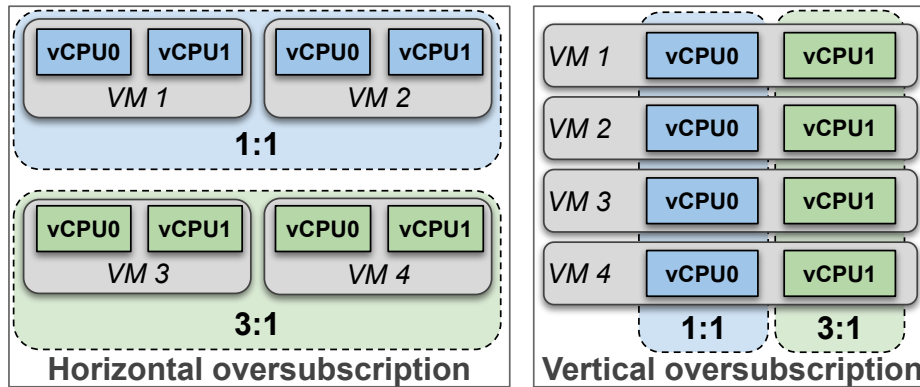 vCPU0 vCPU1 vCPU0 vCPU1
VM 1 VM 2
1:1
vCPU0 vCPU1 vCPU0 vCPU1
VM 3 VM 4
3:1
Horizontal oversubscription
VM 1 vCPU0 vCPU1
VM 2 vCPU0 vCPU1
VM 3 vCPU0 vCPU1
VM 4 vCPU0 vCPU1
1:1 3:1
Vertical oversubscription